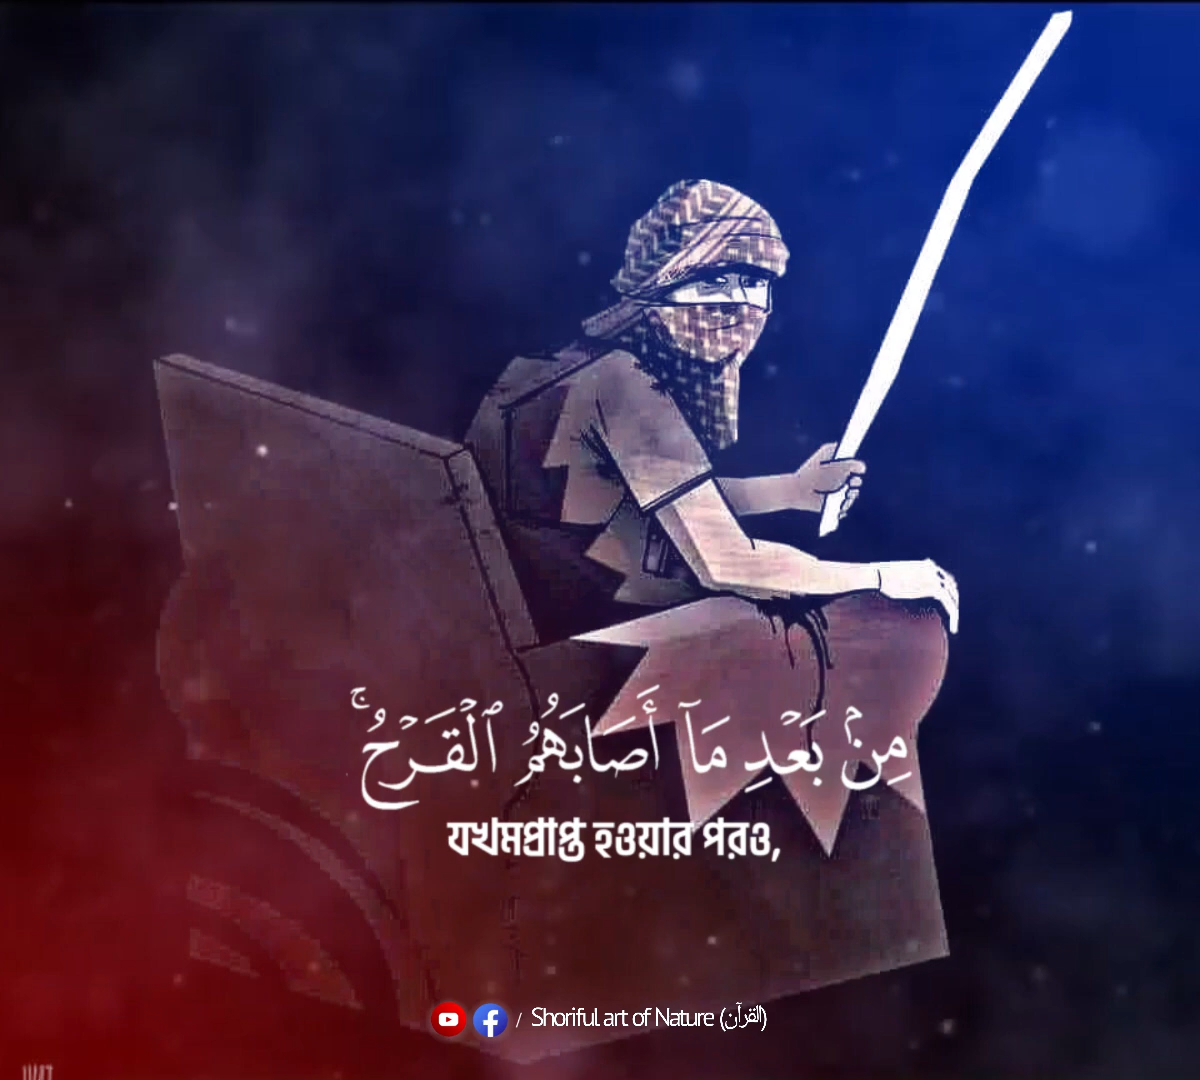 مِنۢ بَعْدِ مَآ أَصَابَهُمُ ٱلْقَرْحُ ۚ
যখমপ্রাপ্ত হওয়ার পরও,
/ Shoriful art of Nature (القرآن)